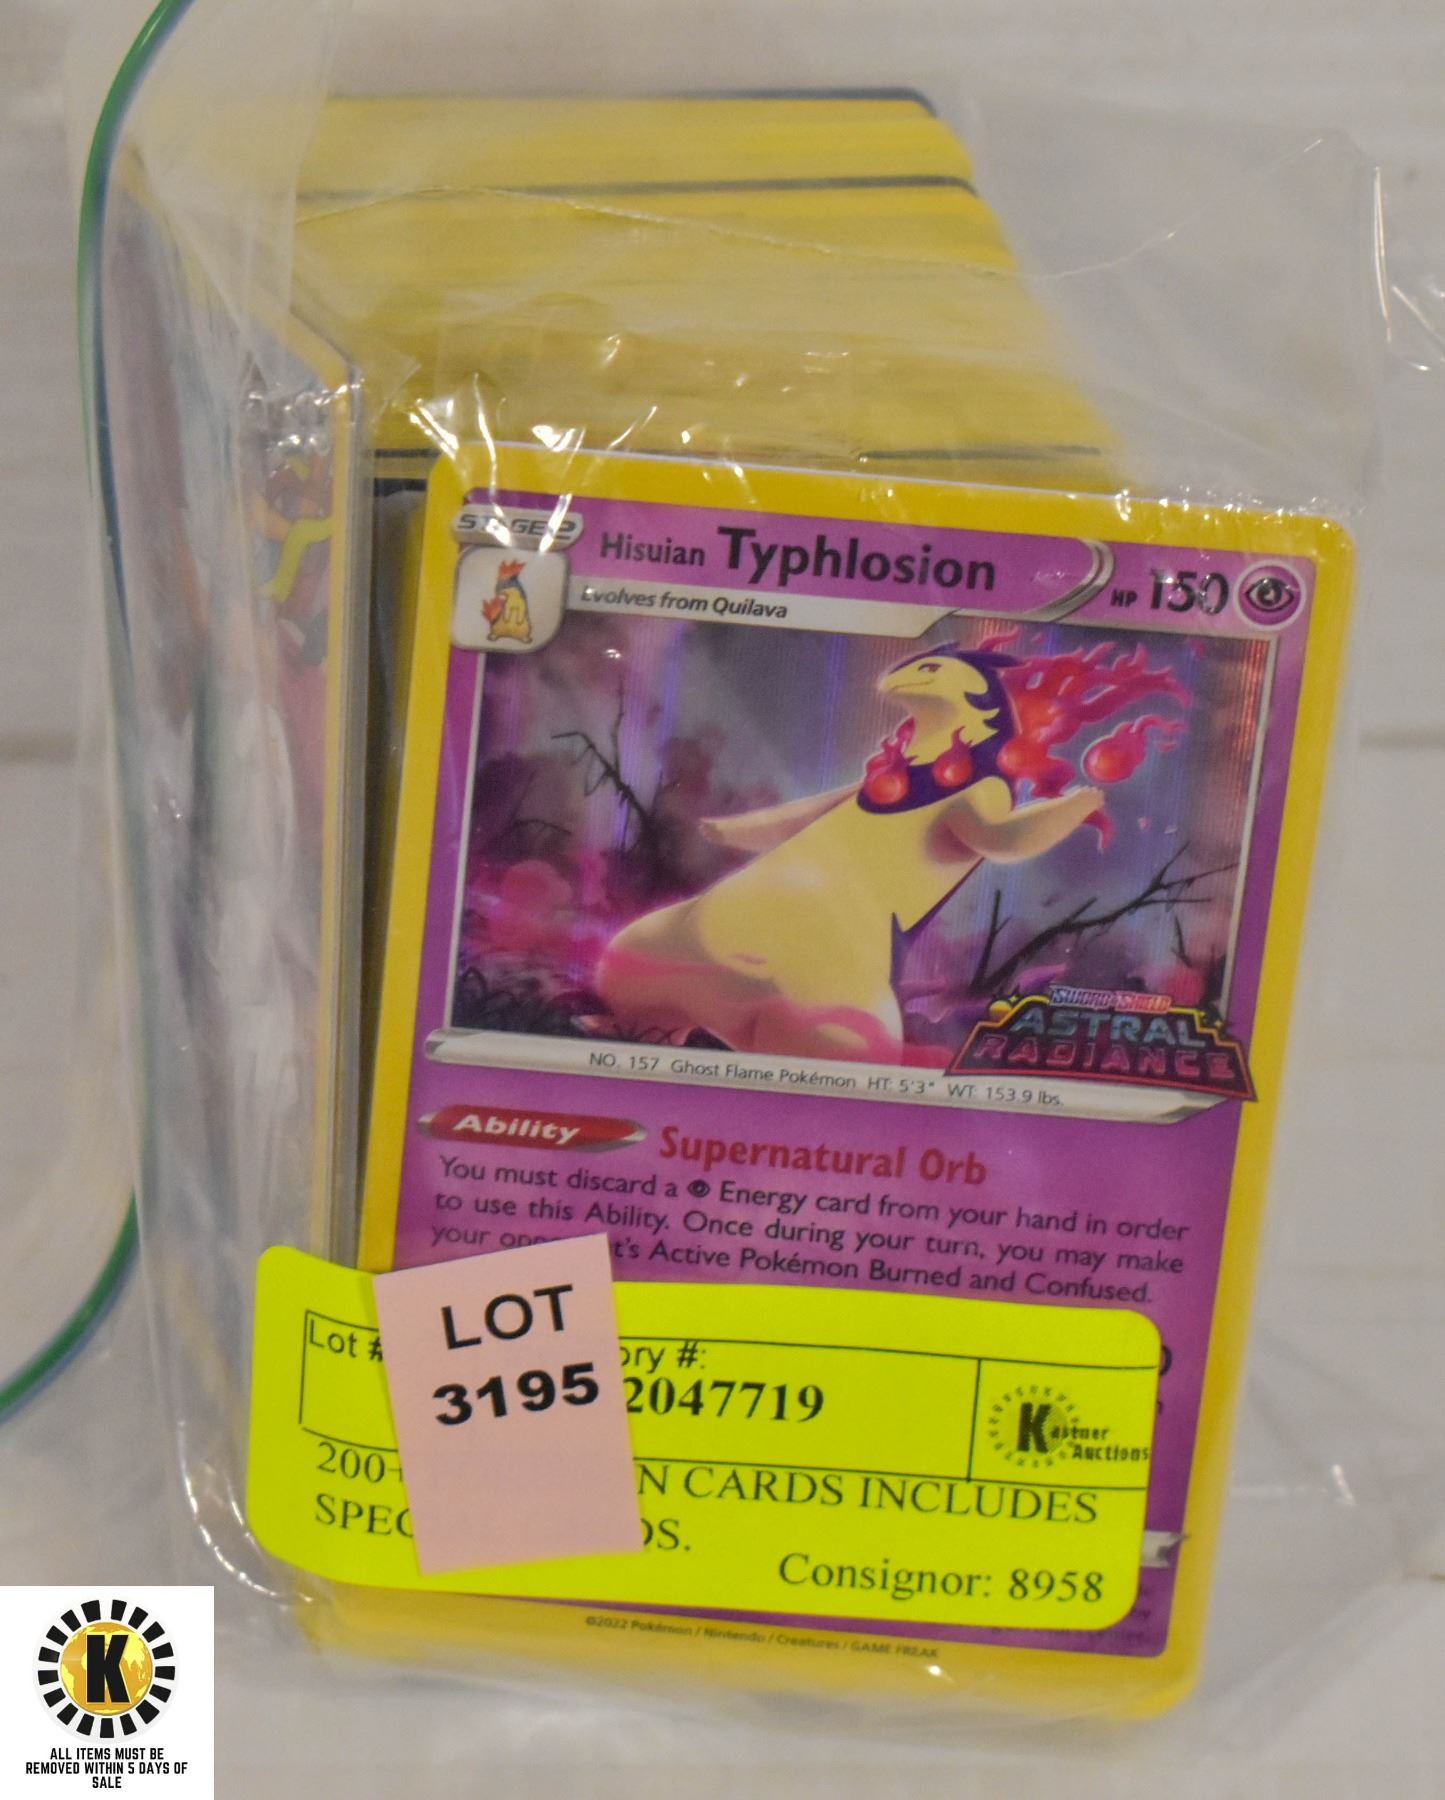 STAGE 2
Hisuian Typhlosion
HP 150
Evolves from Quilava
SWORD & SHIELD
ASTRAL
RADIANCE
NO. 157 Ghost Flame Pokémon HT: 5'3" WT: 153.9 lbs.
Ability Supernatural Orb
You must discard a Energy card from your hand in order
to use this Ability. Once during your turn, you may make
your opp t's Active Pokémon Burned and Confused.
LOT
3195
Lot # ory #:
2047719
Kastner
Auctions
200+ N CARDS INCLUDES
SPEC DS.
Consignor: 8958
©2022 Pokémon / Nintendo / Creatures / GAME FREAK
K
ALL ITEMS MUST BE
REMOVED WITHIN 5 DAYS OF
SALE